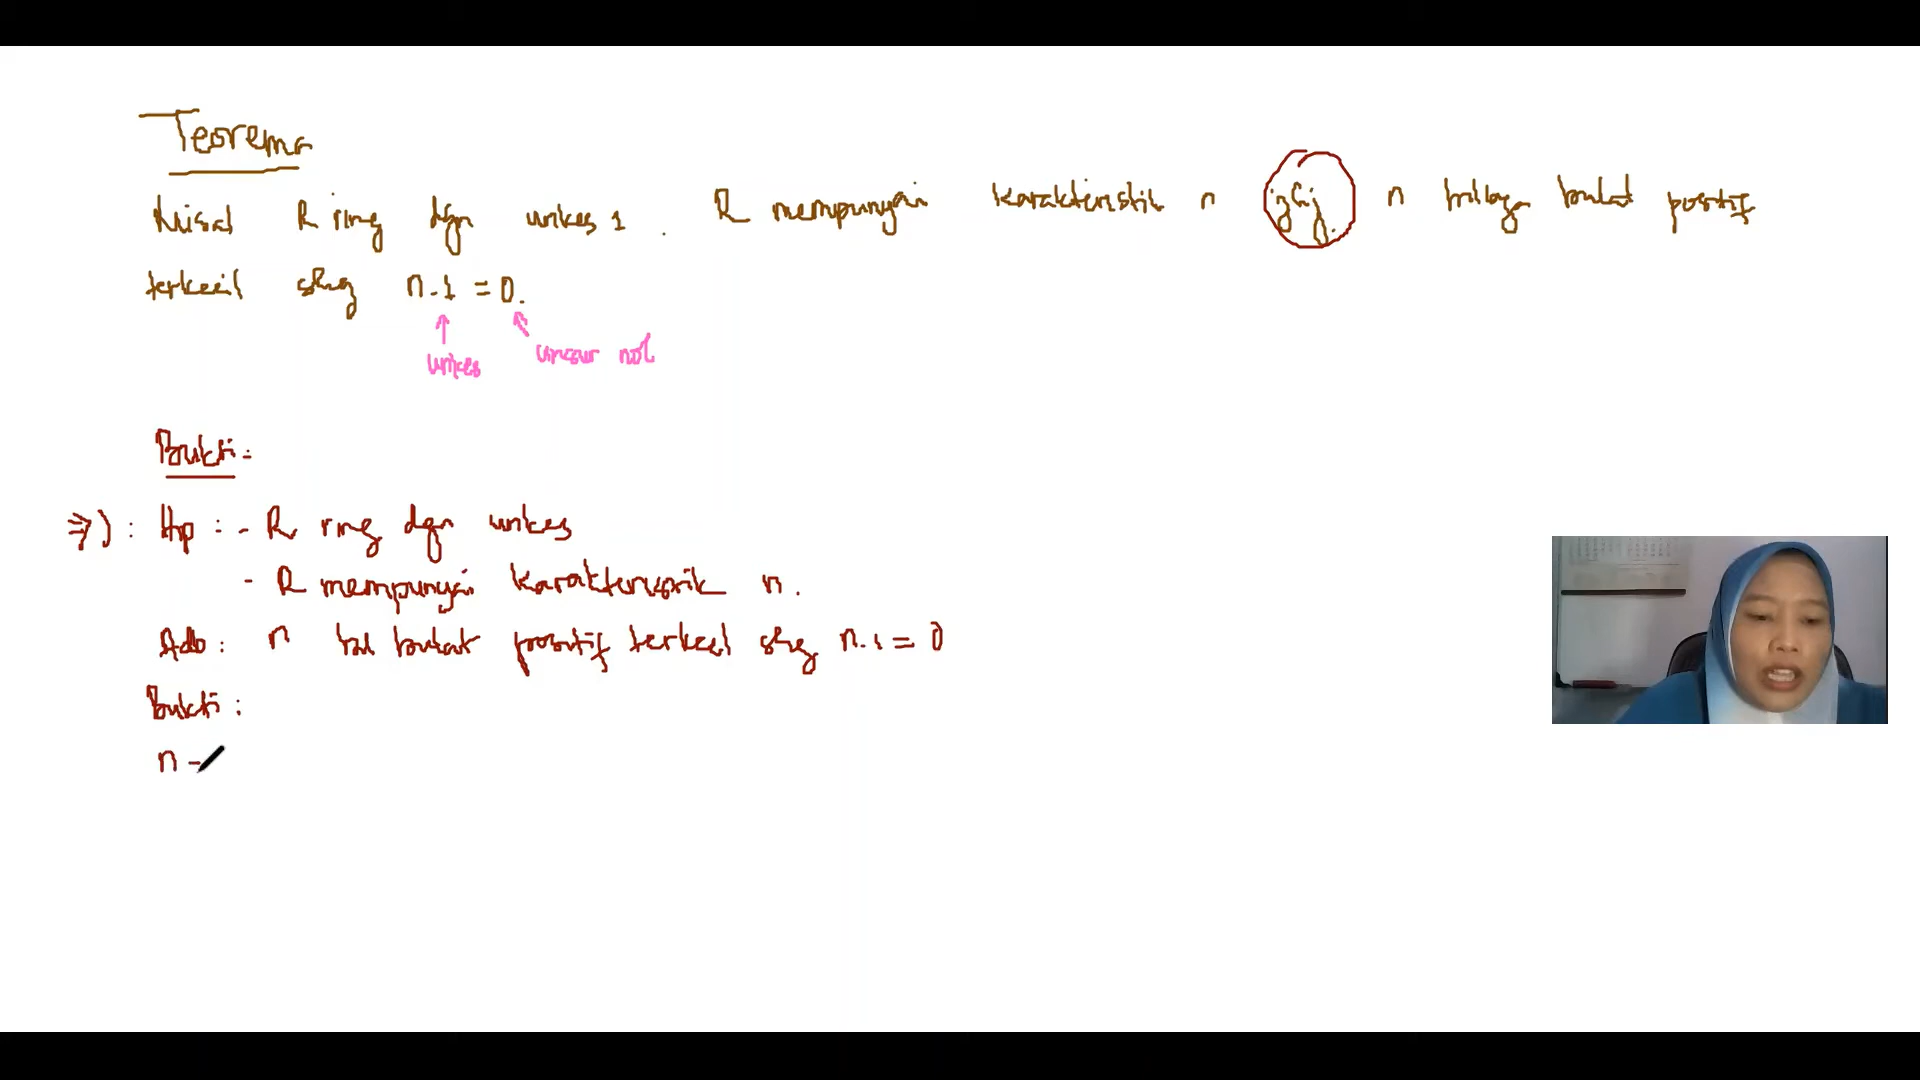 Teorema
Misal R ring dgn unkes 1. R mempunyai karakteristik n jhj n bilangan bulat positif
terkecil shg n.1 = 0.
↑ ↑
unkes unsur nol
Bukti:
⇒): Hp: - R ring dgn unkes
- R mempunyai karakteristik n.
Adb: n bil bulat positif terkecil shg n.1 = 0
Bukti:
n -